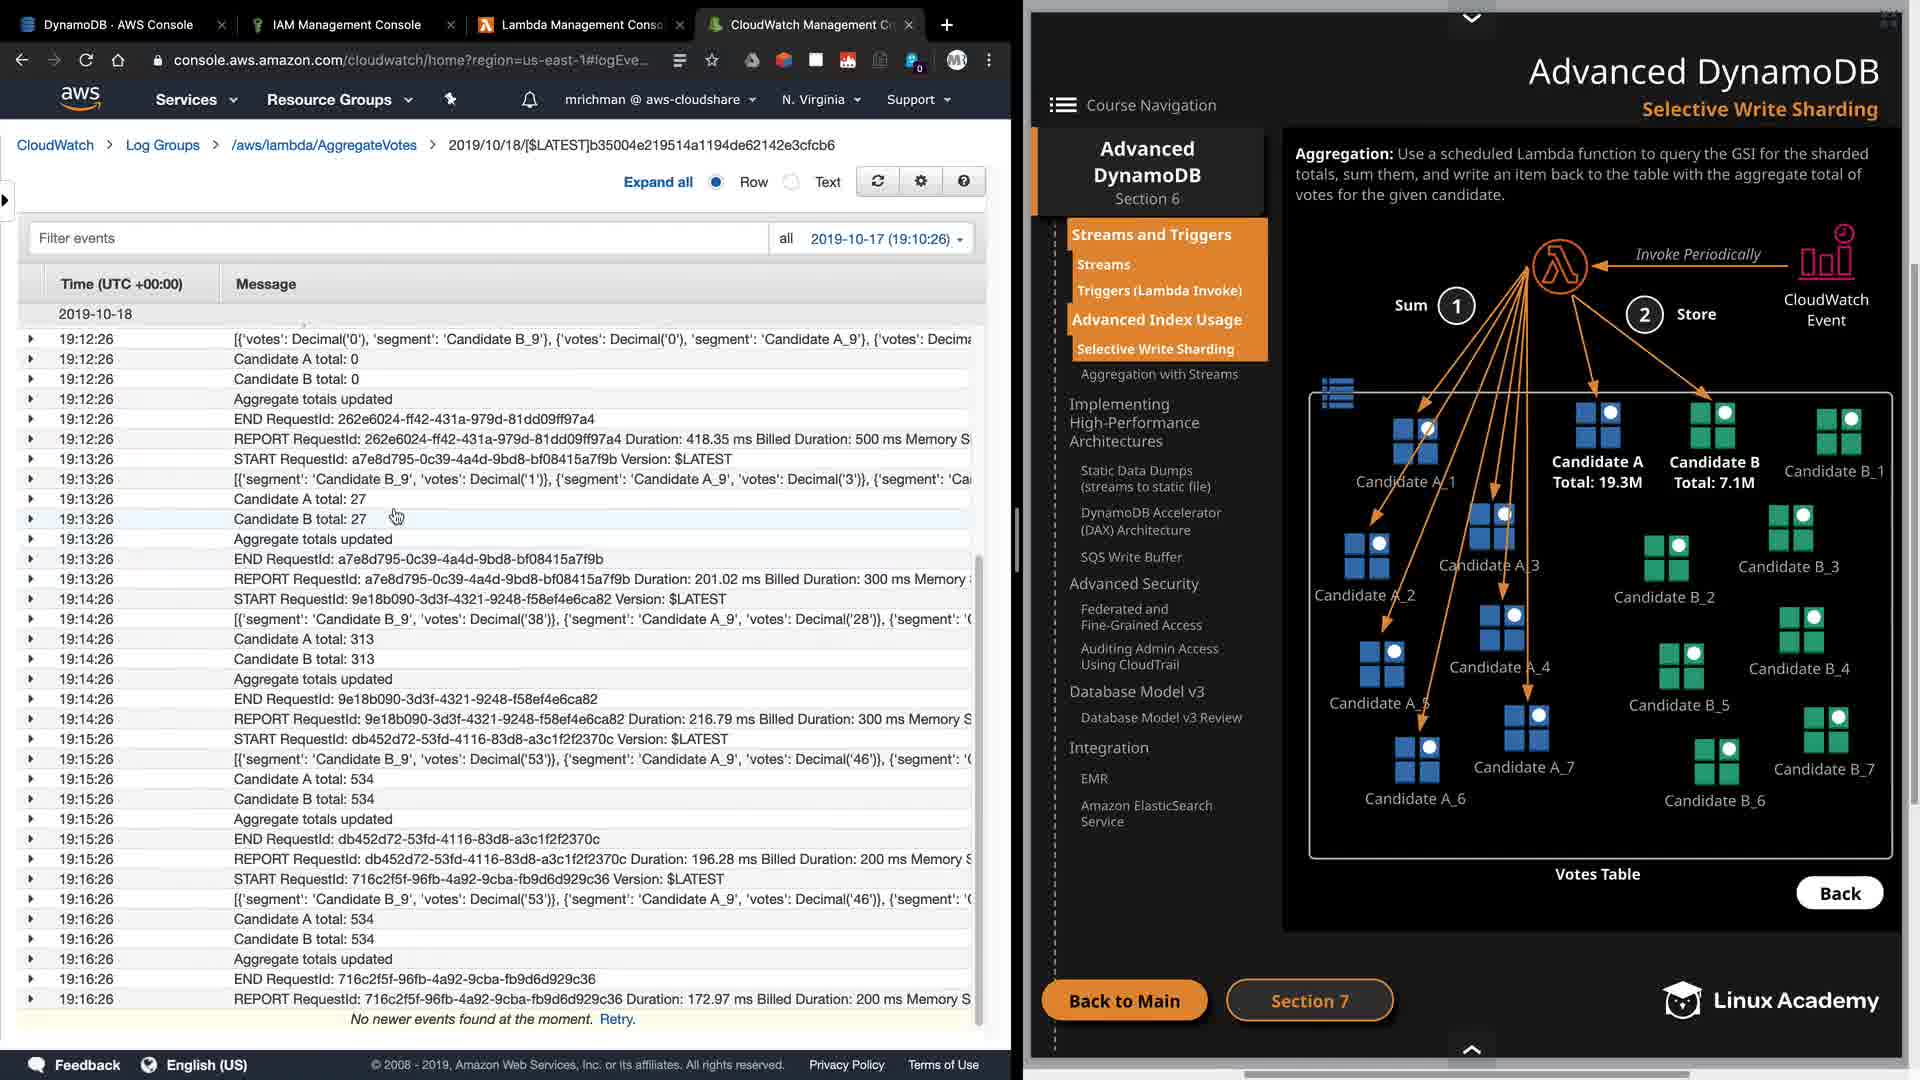 DynamoDB · AWS Console
IAM Management Console
Lambda Management Conso
CloudWatch Management C
console.aws.amazon.com/cloudwatch/home?region=us-east-1#logEve...
0
MR
aws
Services
Resource Groups
mrichman @ aws-cloudshare
N. Virginia
Support
CloudWatch
Log Groups
/aws/lambda/AggregateVotes
2019/10/18/[$LATEST]b35004e219514a1194de62142e3cfcb6
Expand all
Row
Text
Filter events
all
2019-10-17 (19:10:26)
Time (UTC +00:00)
Message
2019-10-18
19:12:26 [{'votes': Decimal('0'), 'segment': 'Candidate B_9'}, {'votes': Decimal('0'), 'segment': 'Candidate A_9'}, {'votes': Decima
19:12:26 Candidate A total: 0
19:12:26 Candidate B total: 0
19:12:26 Aggregate totals updated
19:12:26 END RequestId: 262e6024-ff42-431a-979d-81dd09ff97a4
19:12:26 REPORT RequestId: 262e6024-ff42-431a-979d-81dd09ff97a4 Duration: 418.35 ms Billed Duration: 500 ms Memory S
19:13:26 START RequestId: a7e8d795-0c39-4a4d-9bd8-bf08415a7f9b Version: $LATEST
19:13:26 [{'segment': 'Candidate B_9', 'votes': Decimal('1')}, {'segment': 'Candidate A_9', 'votes': Decimal('3')}, {'segment': 'Ca
19:13:26 Candidate A total: 27
19:13:26 Candidate B total: 27
19:13:26 Aggregate totals updated
19:13:26 END RequestId: a7e8d795-0c39-4a4d-9bd8-bf08415a7f9b
19:13:26 REPORT RequestId: a7e8d795-0c39-4a4d-9bd8-bf08415a7f9b Duration: 201.02 ms Billed Duration: 300 ms Memory
19:14:26 START RequestId: 9e18b090-3d3f-4321-9248-f58ef4e6ca82 Version: $LATEST
19:14:26 [{'segment': 'Candidate B_9', 'votes': Decimal('38')}, {'segment': 'Candidate A_9', 'votes': Decimal('28')}, {'segment': '
19:14:26 Candidate A total: 313
19:14:26 Candidate B total: 313
19:14:26 Aggregate totals updated
19:14:26 END RequestId: 9e18b090-3d3f-4321-9248-f58ef4e6ca82
19:14:26 REPORT RequestId: 9e18b090-3d3f-4321-9248-f58ef4e6ca82 Duration: 216.79 ms Billed Duration: 300 ms Memory S
19:15:26 START RequestId: db452d72-53fd-4116-83d8-a3c1f2f2370c Version: $LATEST
19:15:26 [{'segment': 'Candidate B_9', 'votes': Decimal('53')}, {'segment': 'Candidate A_9', 'votes': Decimal('46')}, {'segment': '
19:15:26 Candidate A total: 534
19:15:26 Candidate B total: 534
19:15:26 Aggregate totals updated
19:15:26 END RequestId: db452d72-53fd-4116-83d8-a3c1f2f2370c
19:15:26 REPORT RequestId: db452d72-53fd-4116-83d8-a3c1f2f2370c Duration: 196.28 ms Billed Duration: 200 ms Memory S
19:16:26 START RequestId: 716c2f5f-96fb-4a92-9cba-fb9d6d929c36 Version: $LATEST
19:16:26 [{'segment': 'Candidate B_9', 'votes': Decimal('53')}, {'segment': 'Candidate A_9', 'votes': Decimal('46')}, {'segment': '
19:16:26 Candidate A total: 534
19:16:26 Candidate B total: 534
19:16:26 Aggregate totals updated
19:16:26 END RequestId: 716c2f5f-96fb-4a92-9cba-fb9d6d929c36
19:16:26 REPORT RequestId: 716c2f5f-96fb-4a92-9cba-fb9d6d929c36 Duration: 172.97 ms Billed Duration: 200 ms Memory S
No newer events found at the moment. Retry.
Feedback
English (US)
© 2008 - 2019, Amazon Web Services, Inc. or its affiliates. All rights reserved.
Privacy Policy
Terms of Use
Advanced DynamoDB
Selective Write Sharding
Course Navigation
Advanced
DynamoDB
Section 6
Streams and Triggers
Streams
Triggers (Lambda Invoke)
Advanced Index Usage
Selective Write Sharding
Aggregation with Streams
Implementing
High-Performance
Architectures
Static Data Dumps
(streams to static file)
DynamoDB Accelerator
(DAX) Architecture
SQS Write Buffer
Advanced Security
Federated and
Fine-Grained Access
Auditing Admin Access
Using CloudTrail
Database Model v3
Database Model v3 Review
Integration
EMR
Amazon ElasticSearch
Service
Aggregation: Use a scheduled Lambda function to query the GSI for the sharded
totals, sum them, and write an item back to the table with the aggregate total of
votes for the given candidate.
Invoke Periodically
CloudWatch
Event
Sum 1
2 Store
Candidate A
Total: 19.3M
Candidate B
Total: 7.1M
Candidate B_1
Candidate A_1
Candidate A_3
Candidate B_3
Candidate A_2
Candidate B_2
Candidate A_4
Candidate B_4
Candidate A_5
Candidate B_5
Candidate A_7
Candidate B_7
Candidate A_6
Candidate B_6
Votes Table
Back
Back to Main
Section 7
Linux Academy